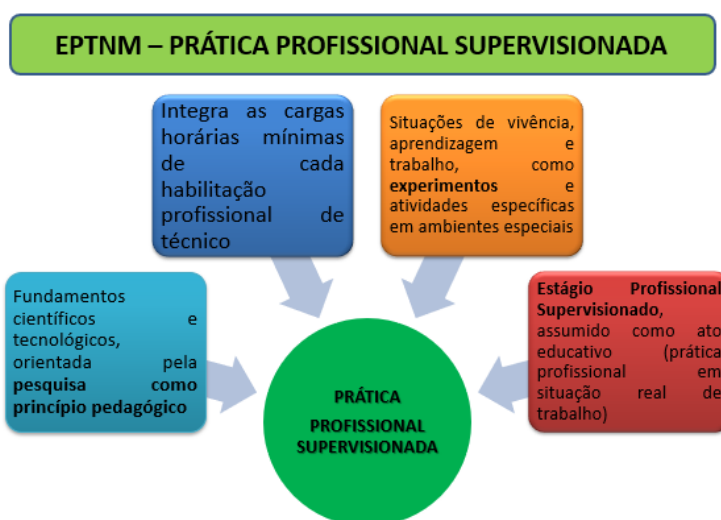 EPTNM – PRÁTICA PROFISSIONAL SUPERVISIONADA
Integra as cargas
horárias mínimas
de cada
habilitação
profissional de
técnico
Situações de vivência,
aprendizagem e
trabalho, como
experimentos e
atividades específicas
em ambientes especiais
Fundamentos
científicos e
tecnológicos,
orientada pela
pesquisa como
princípio pedagógico
Estágio Profissional
Supervisionado,
assumido como ato
educativo (prática
profissional em
situação real de
trabalho)
PRÁTICA
PROFISSIONAL
SUPERVISIONADA